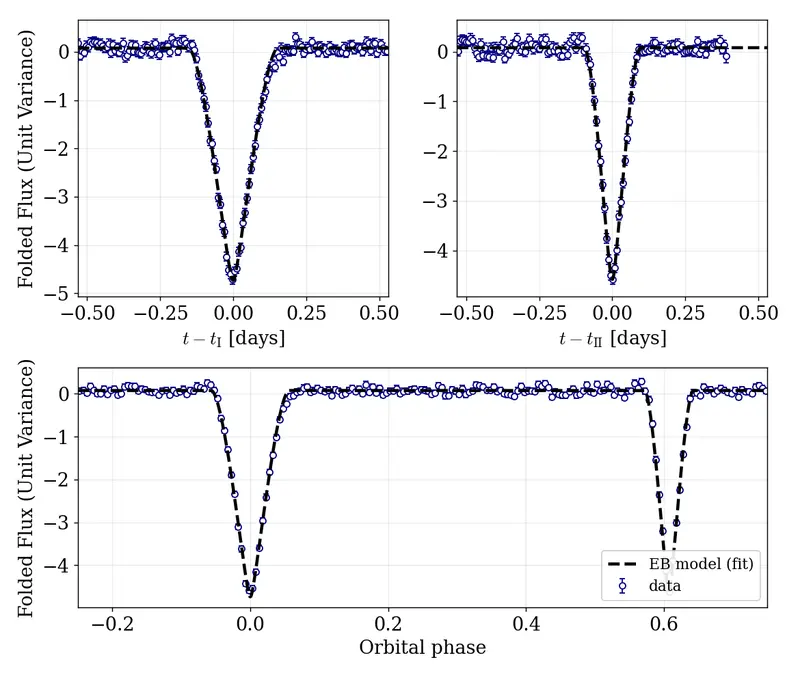 Folded Flux (Unit Variance)
0
−1
−2
−3
−4
−5
−0.50 −0.25 0.00 0.25 0.50
t − tI [days]
0
−1
−2
−3
−4
−0.50 −0.25 0.00 0.25 0.50
t − tII [days]
Folded Flux (Unit Variance)
0
−1
−2
−3
−4
EB model (fit)
data
−0.2 0.0 0.2 0.4 0.6
Orbital phase